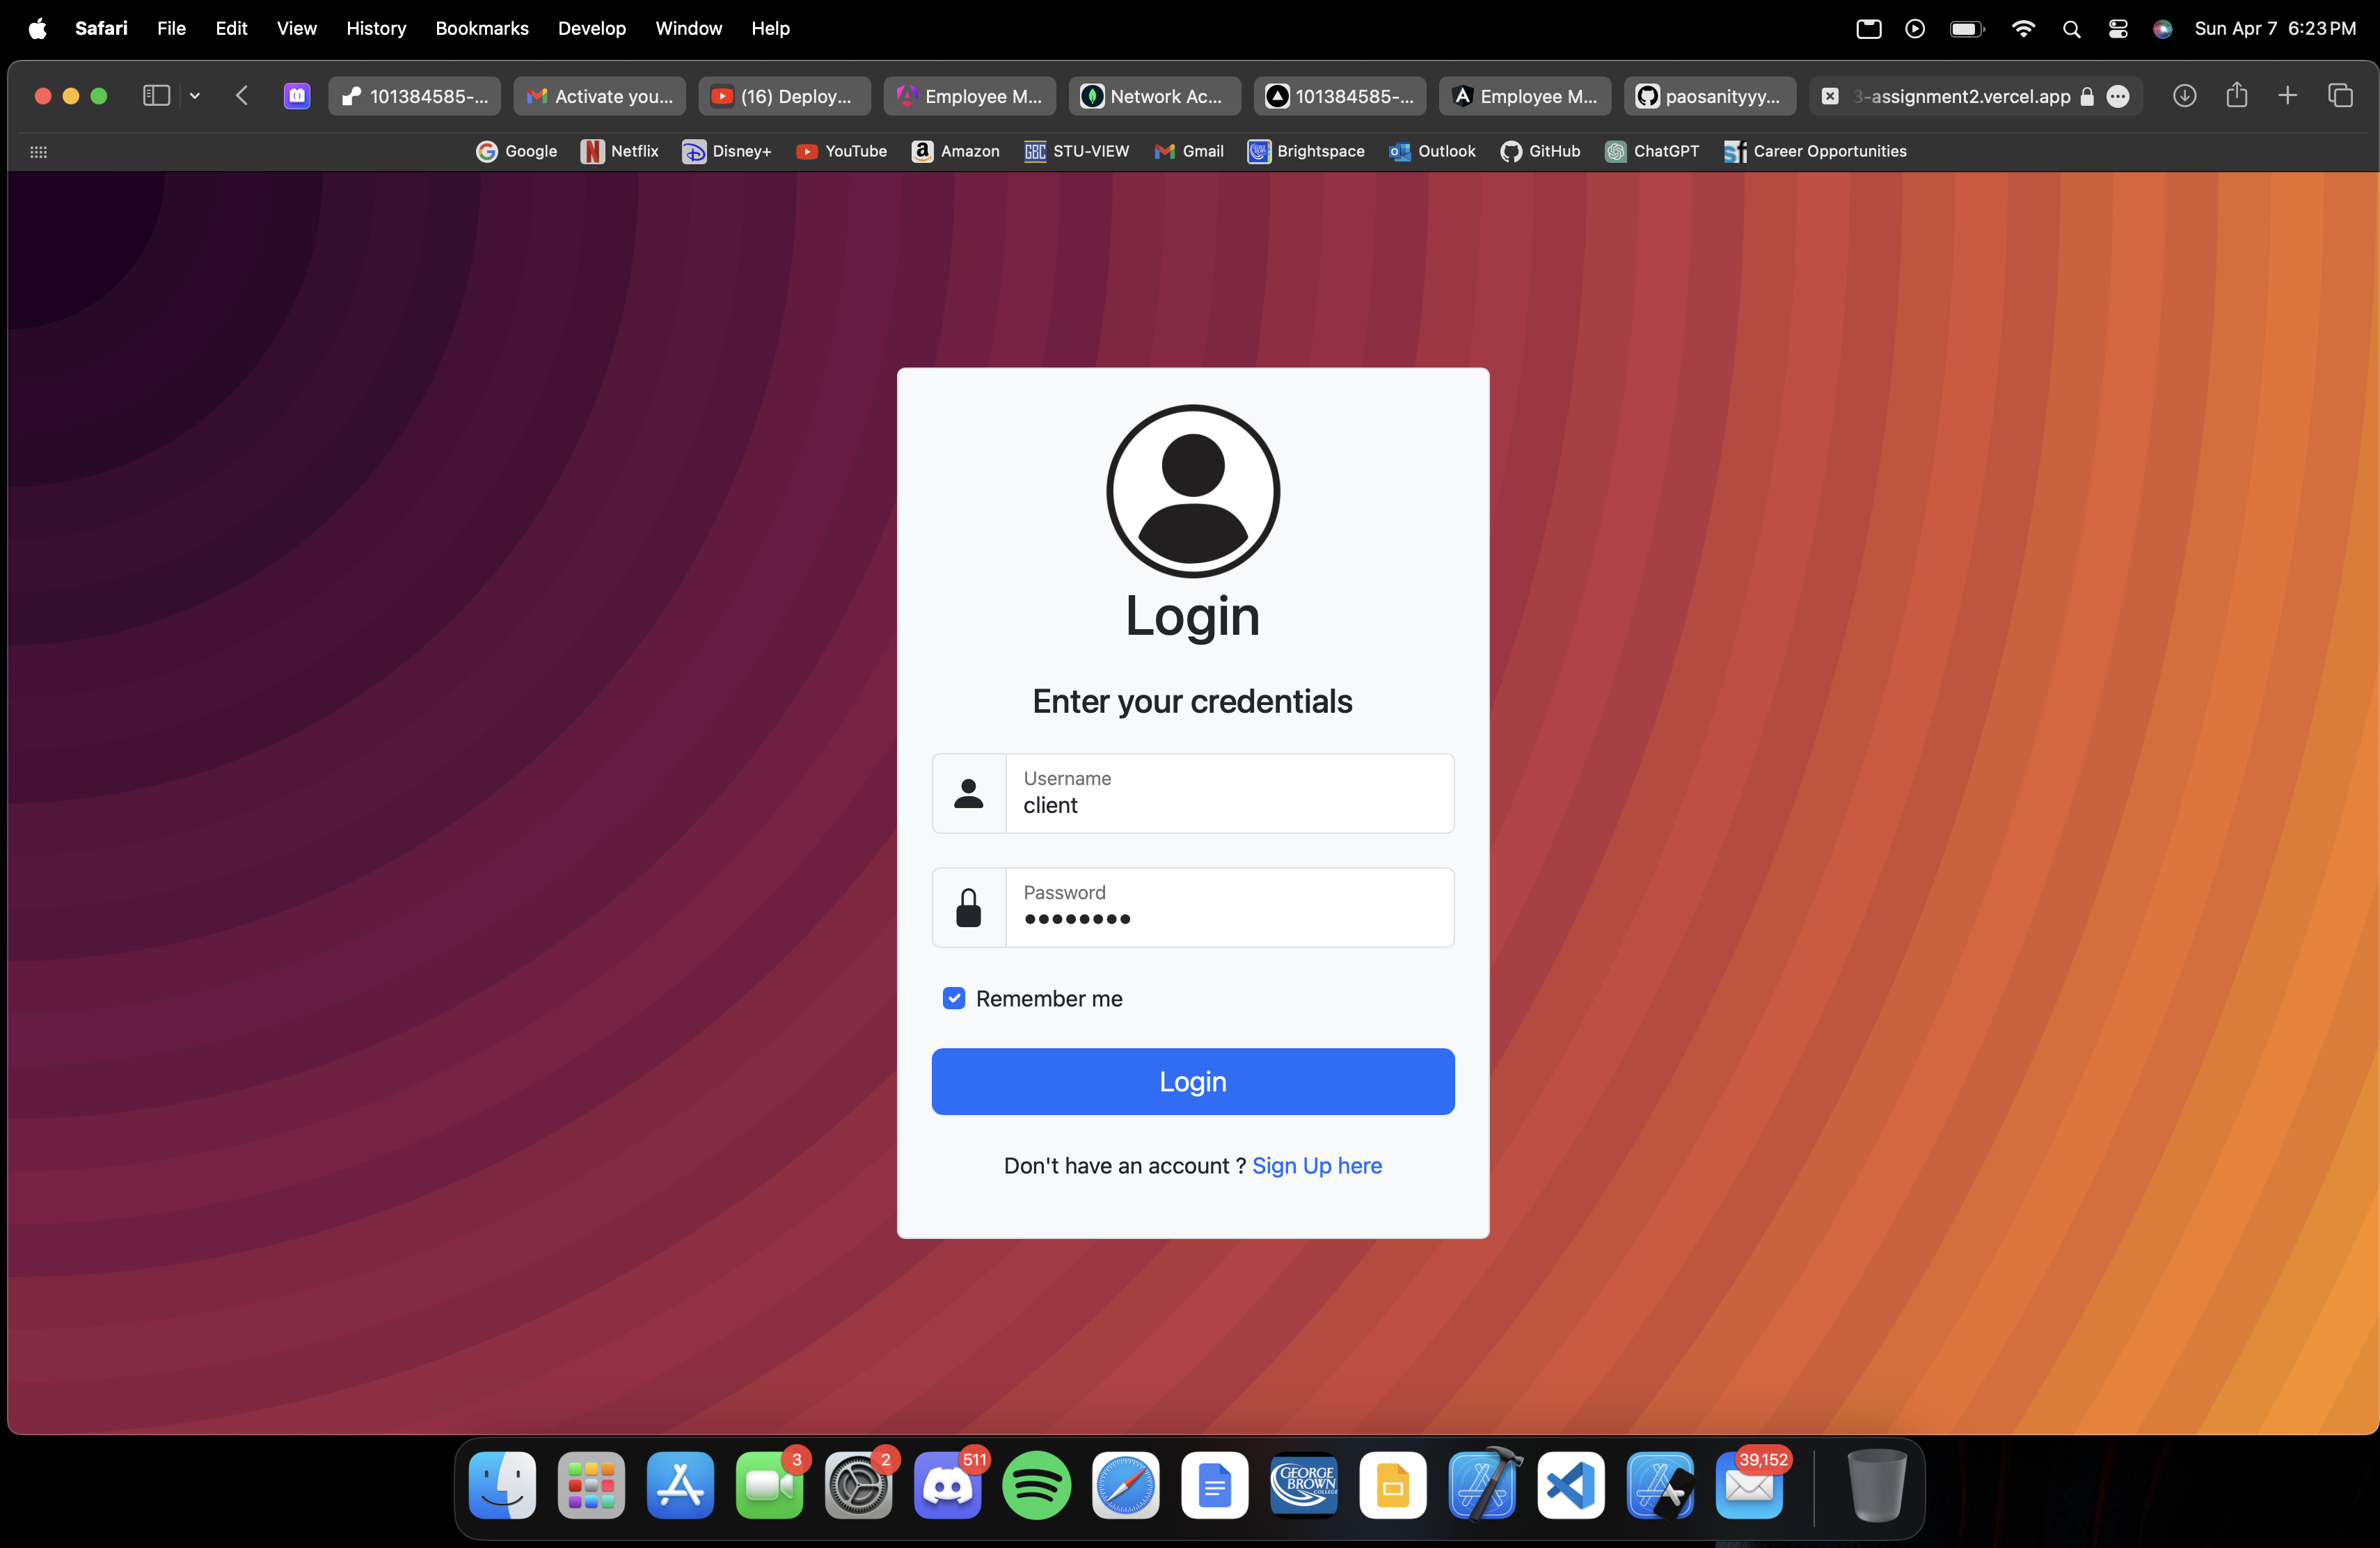 Safari File Edit View History Bookmarks Develop Window Help Sun Apr 7 6:23 PM
101384585-... Activate you... (16) Deploy... Employee M... Network Ac... 101384585-... Employee M... paosanityyy... 3-assignment2.vercel.app
Google Netflix Disney+ YouTube Amazon STU-VIEW Gmail Brightspace Outlook GitHub ChatGPT Career Opportunities
Login
Enter your credentials
Username
client
Password
Remember me
Login
Don't have an account ? Sign Up here
3 2 511 39,152
GEORGE
BROWN
COLLEGE